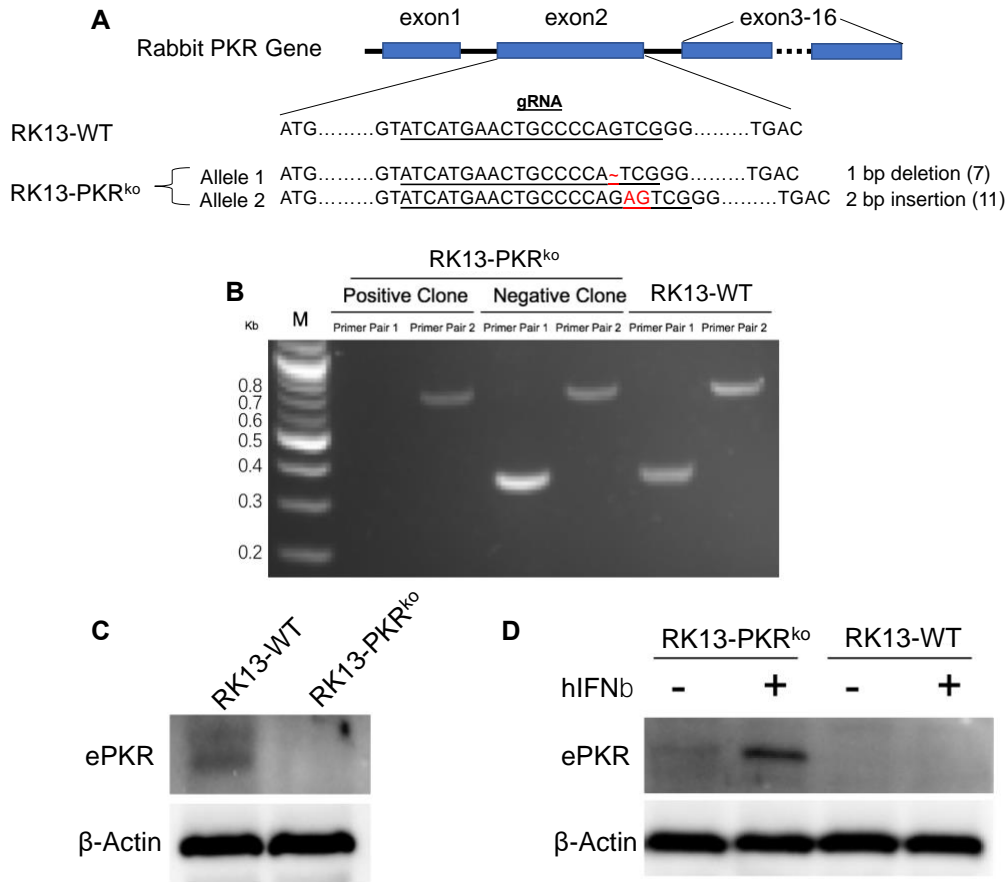 A
exon1 exon2 exon3-16
Rabbit PKR Gene
gRNA
RK13-WT ATG.........GTATCATGAACTGCCCCAGTCGGG.........TGAC
RK13-PKRko
Allele 1 ATG.........GTATCATGAACTGCCCCA~TCGGG.........TGAC 1 bp deletion (7)
Allele 2 ATG.........GTATCATGAACTGCCCCAGAGTCGGG.........TGAC 2 bp insertion (11)
B
RK13-PKRko
Positive Clone Negative Clone RK13-WT
Kb M Primer Pair 1 Primer Pair 2 Primer Pair 1 Primer Pair 2 Primer Pair 1 Primer Pair 2
0.8
0.7
0.6
0.5
0.4
0.3
0.2
C
RK13-WT RK13-PKRko
ePKR
β-Actin
D
RK13-PKRko RK13-WT
hIFNb - + - +
ePKR
β-Actin